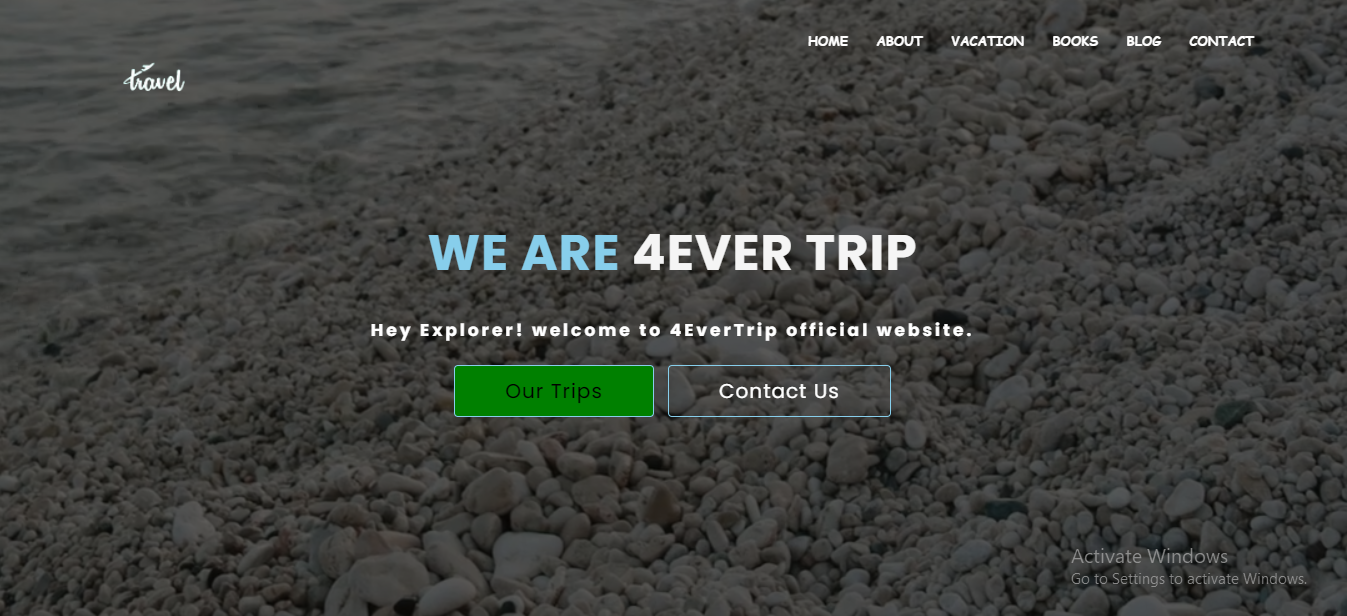 HOME ABOUT VACATION BOOKS BLOG CONTACT
travel
WE ARE 4EVER TRIP
Hey Explorer! welcome to 4EverTrip official website.
Our Trips Contact Us
Activate Windows
Go to Settings to activate Windows.